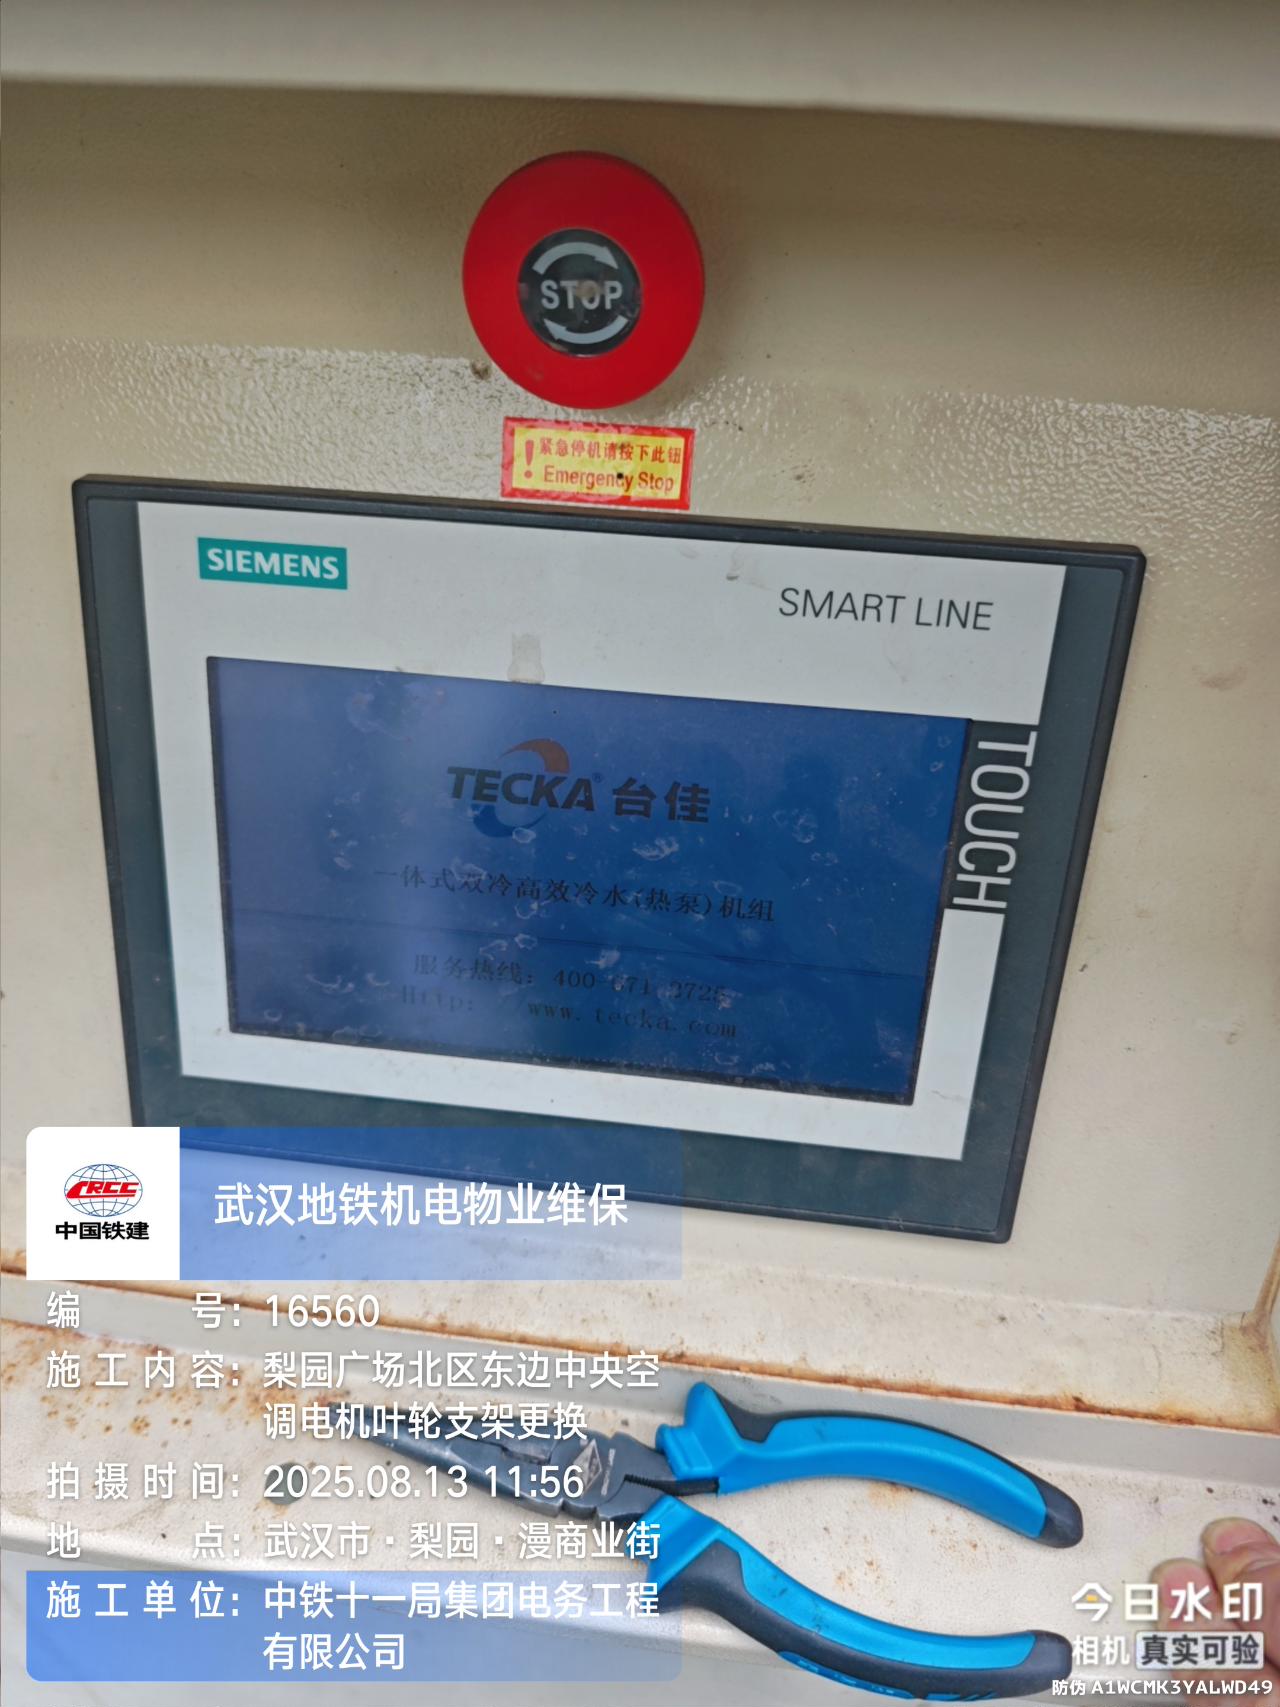 STOP
紧急停机请按下此钮
Emergency Stop
SIEMENS
SMART LINE
TOUCH
TECKA® 台佳
一体式双冷高效冷水(热泵)机组
服务热线: 400-671-3725
Http: //www.tecka.com
CRCC
中国铁建
武汉地铁机电物业维保
编号: 16560
施工内容: 梨园广场北区东边中央空
调电机叶轮支架更换
拍摄时间: 2025.08.13 11:56
地点: 武汉市·梨园·漫商业街
施工单位: 中铁十一局集团电务工程
有限公司
今日水印
相机 真实可验
防伪 A1WCMK3YALWD49